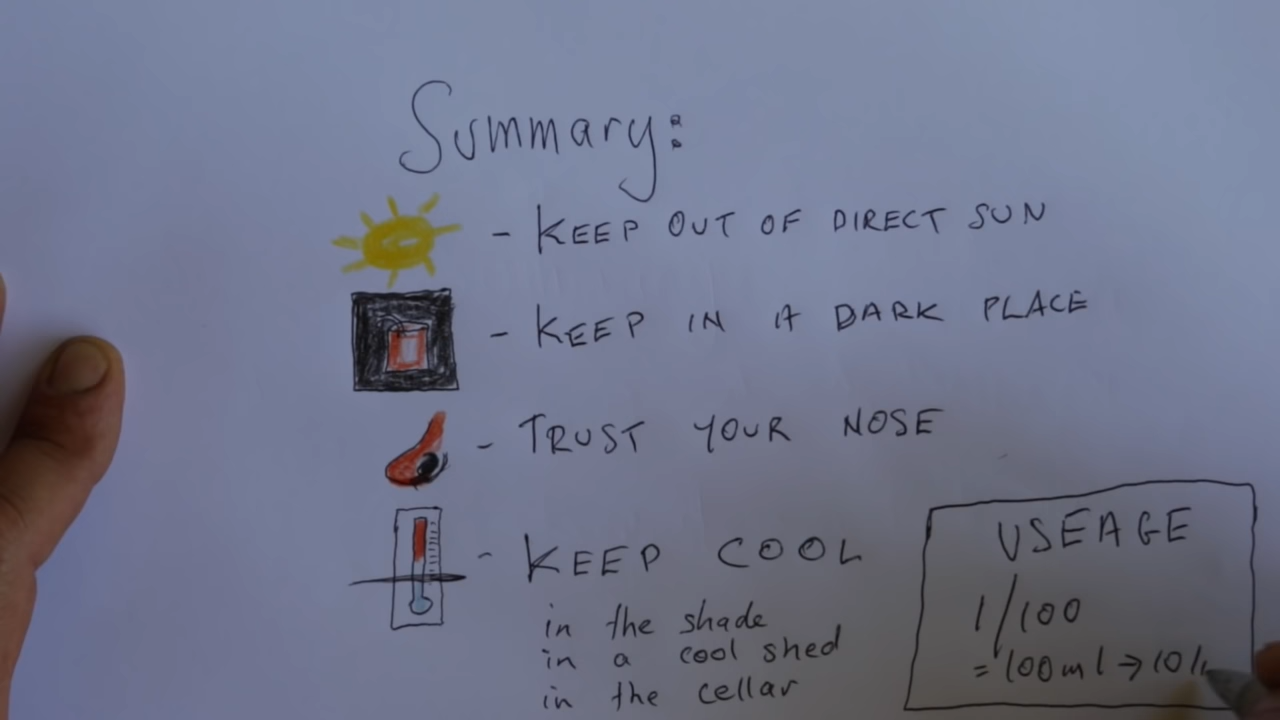 Summary:
- KEEP OUT OF DIRECT SUN
- KEEP IN A DARK PLACE
- TRUST YOUR NOSE
- KEEP COOL
in the shade
in a cool shed
in the cellar
USEAGE
1/100
= 100ml → 10